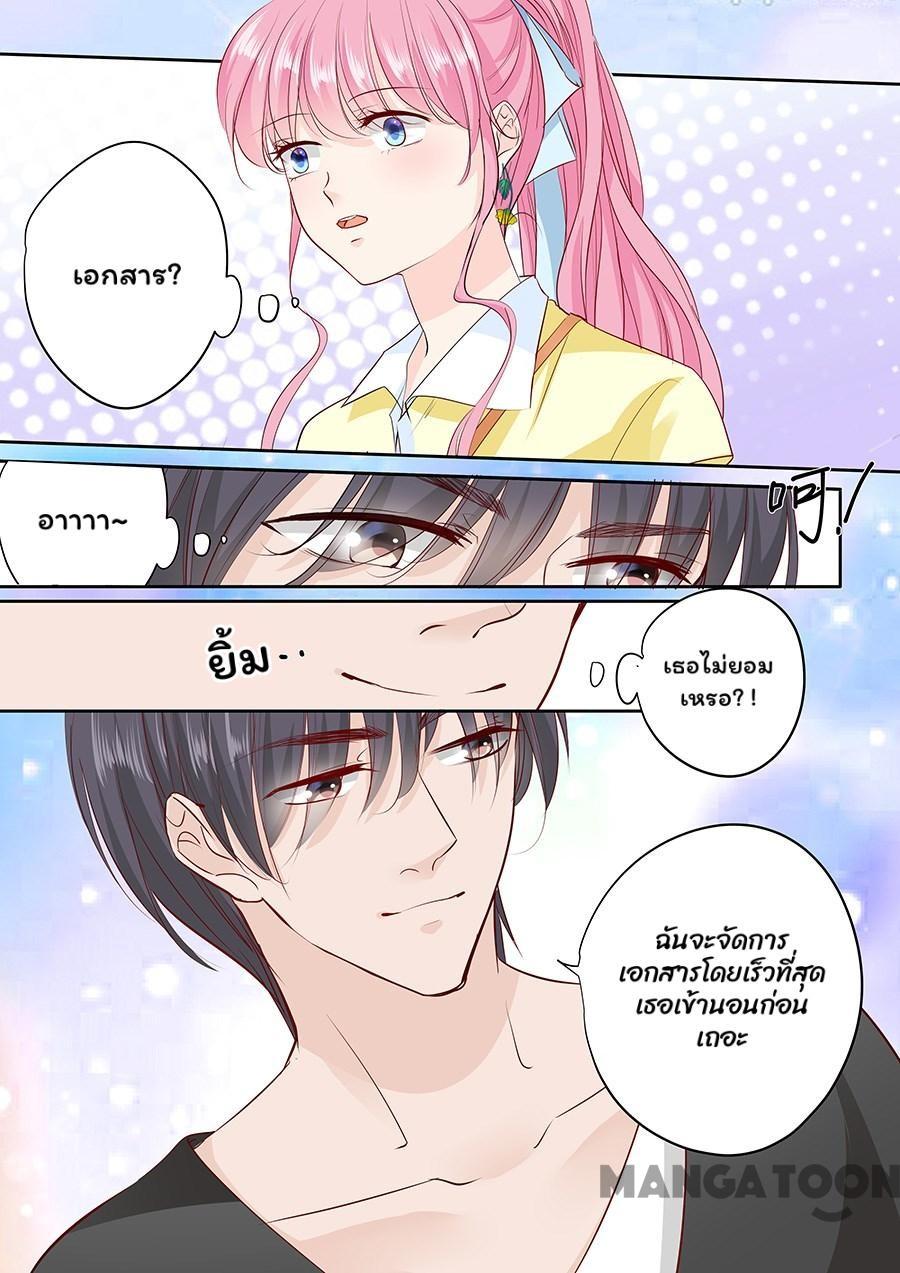 เอกสาร?
อาาาาา~
呵!
ยิ้ม..
เธอไม่ยอม
เหรอ?!
ฉันจะจัดการ
เอกสารโดยเร็วที่สุด
เธอเข้านอนก่อน
เถอะ
MANGATOON